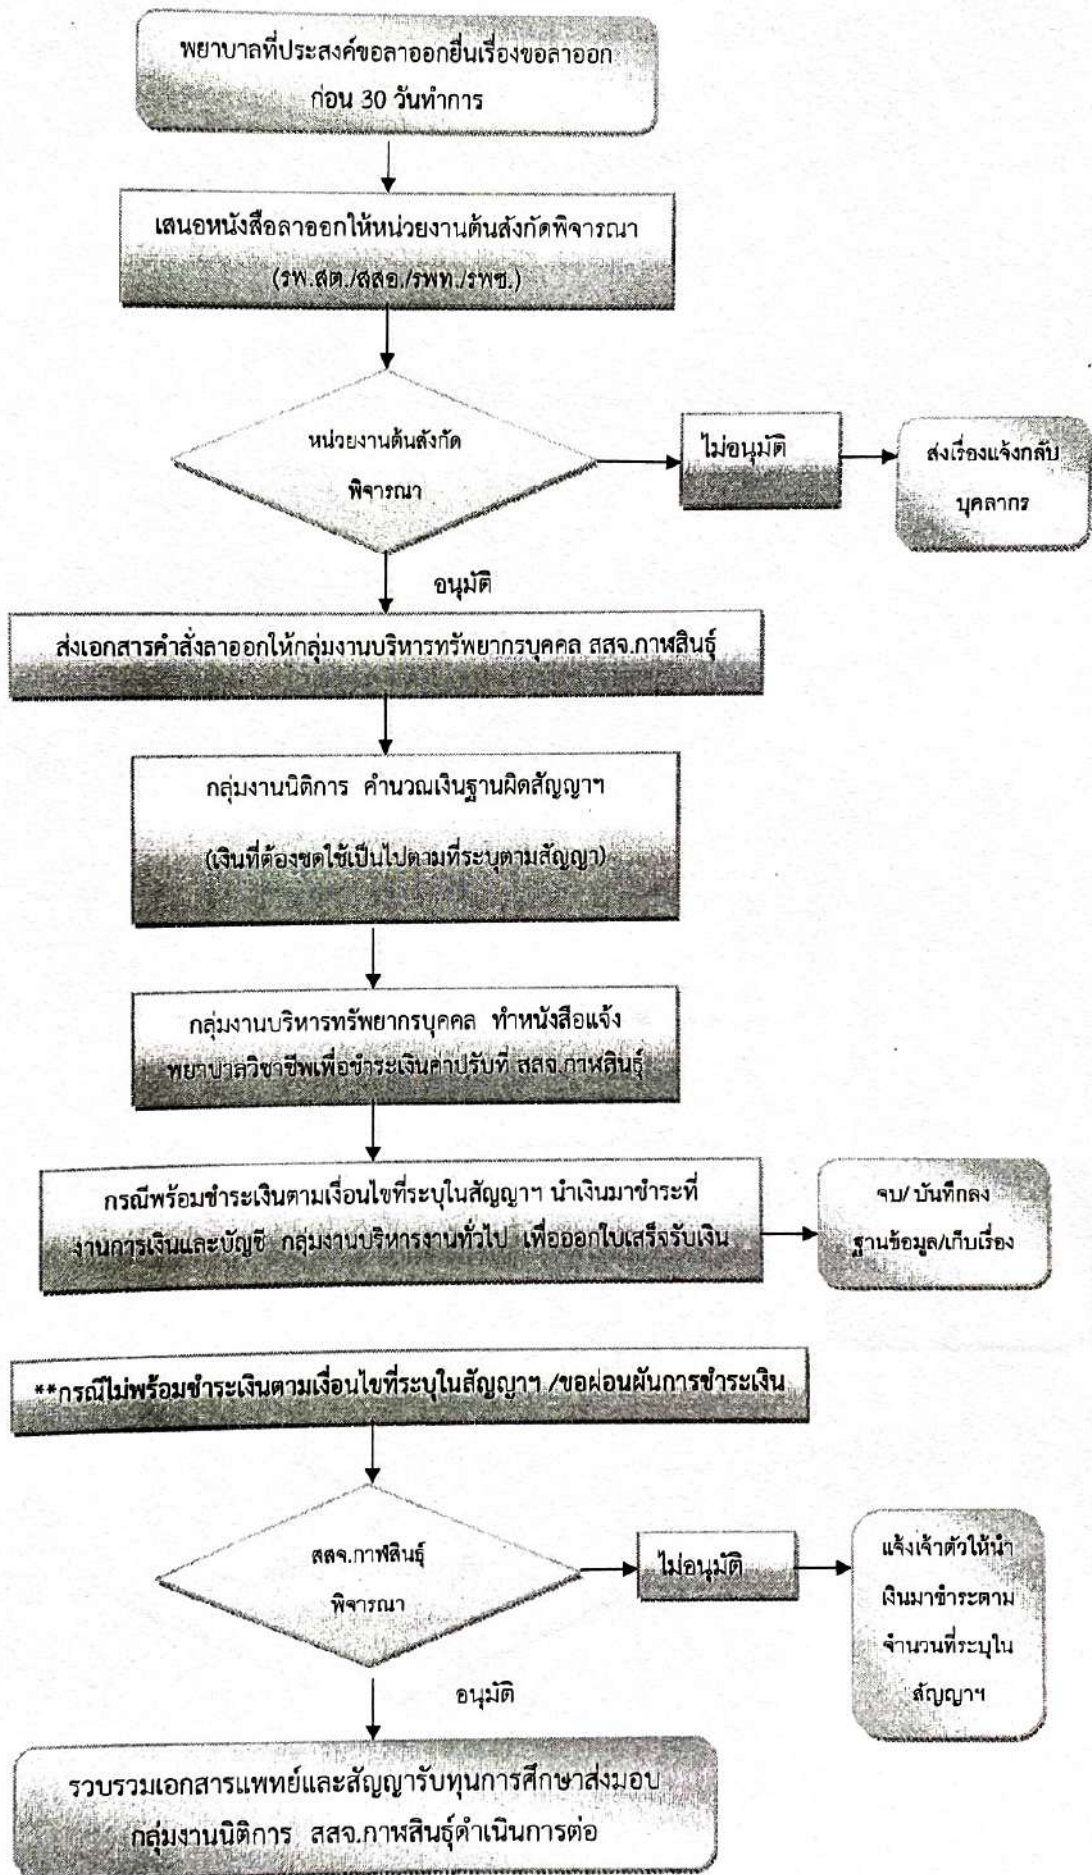 พยาบาลที่ประสงค์ขอลาออกยื่นเรื่องขอลาออก
ก่อน 30 วันทำการ
เสนอหนังสือลาออกให้หน่วยงานต้นสังกัดพิจารณา
(รพ.สต./สสอ./รพท./รพช.)
หน่วยงานต้นสังกัด
พิจารณา
ไม่อนุมัติ
ส่งเรื่องแจ้งกลับ
บุคลากร
อนุมัติ
ส่งเอกสารคำสั่งลาออกให้กลุ่มงานบริหารทรัพยากรบุคคล สสจ.กาฬสินธุ์
กลุ่มงานนิติการ คำนวณเงินฐานผิดสัญญาฯ
(เงินที่ต้องชดใช้เป็นไปตามที่ระบุตามสัญญา)
กลุ่มงานบริหารทรัพยากรบุคคล ทำหนังสือแจ้ง
พยาบาลวิชาชีพเพื่อชำระเงินค่าปรับที่ สสจ.กาฬสินธุ์
กรณีพร้อมชำระเงินตามเงื่อนไขที่ระบุในสัญญาฯ นำเงินมาชำระที่
งานการเงินและบัญชี กลุ่มงานบริหารงานทั่วไป เพื่อออกใบเสร็จรับเงิน
จบ/ บันทึกลง
ฐานข้อมูล/เก็บเรื่อง
**กรณีไม่พร้อมชำระเงินตามเงื่อนไขที่ระบุในสัญญาฯ /ขอผ่อนผันการชำระเงิน
สสจ.กาฬสินธุ์
พิจารณา
ไม่อนุมัติ
แจ้งเจ้าตัวให้นำ
เงินมาชำระตาม
จำนวนที่ระบุใน
สัญญาฯ
อนุมัติ
รวบรวมเอกสารแพทย์และสัญญารับทุนการศึกษาส่งมอบ
กลุ่มงานนิติการ สสจ.กาฬสินธุ์ดำเนินการต่อ